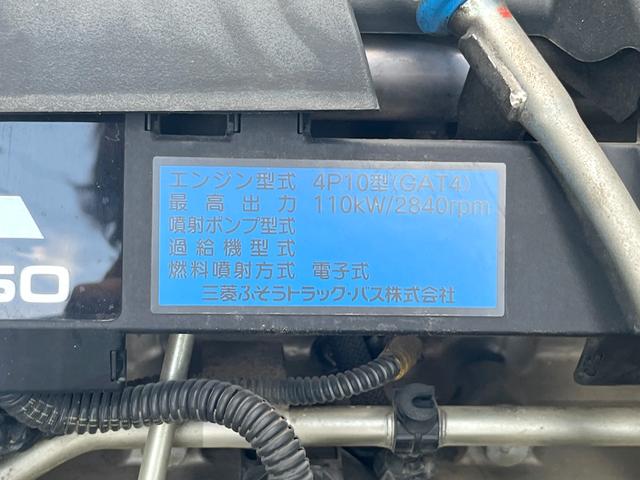 エンジン型式 4P10型(GAT4)
最高出力 110kW/2840rpm
噴射ポンプ型式
過給機型式
燃料噴射方式 電子式
三菱ふそうトラック・バス株式会社
50